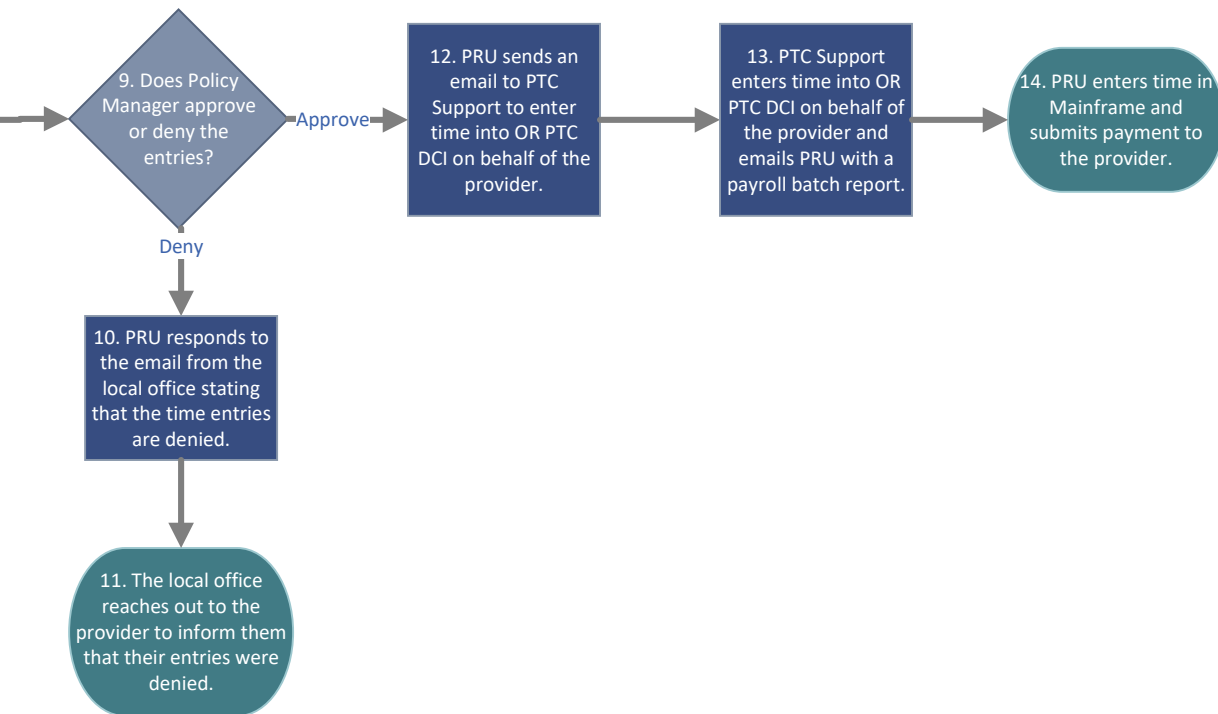 9. Does Policy
Manager approve
or deny the
entries?
Approve
12. PRU sends an
email to PTC
Support to enter
time into OR PTC
DCI on behalf of the
provider.
13. PTC Support
enters time into OR
PTC DCI on behalf of
the provider and
emails PRU with a
payroll batch report.
14. PRU enters time in
Mainframe and
submits payment to
the provider.
Deny
10. PRU responds to
the email from the
local office stating
that the time entries
are denied.
11. The local office
reaches out to the
provider to inform them
that their entries were
denied.